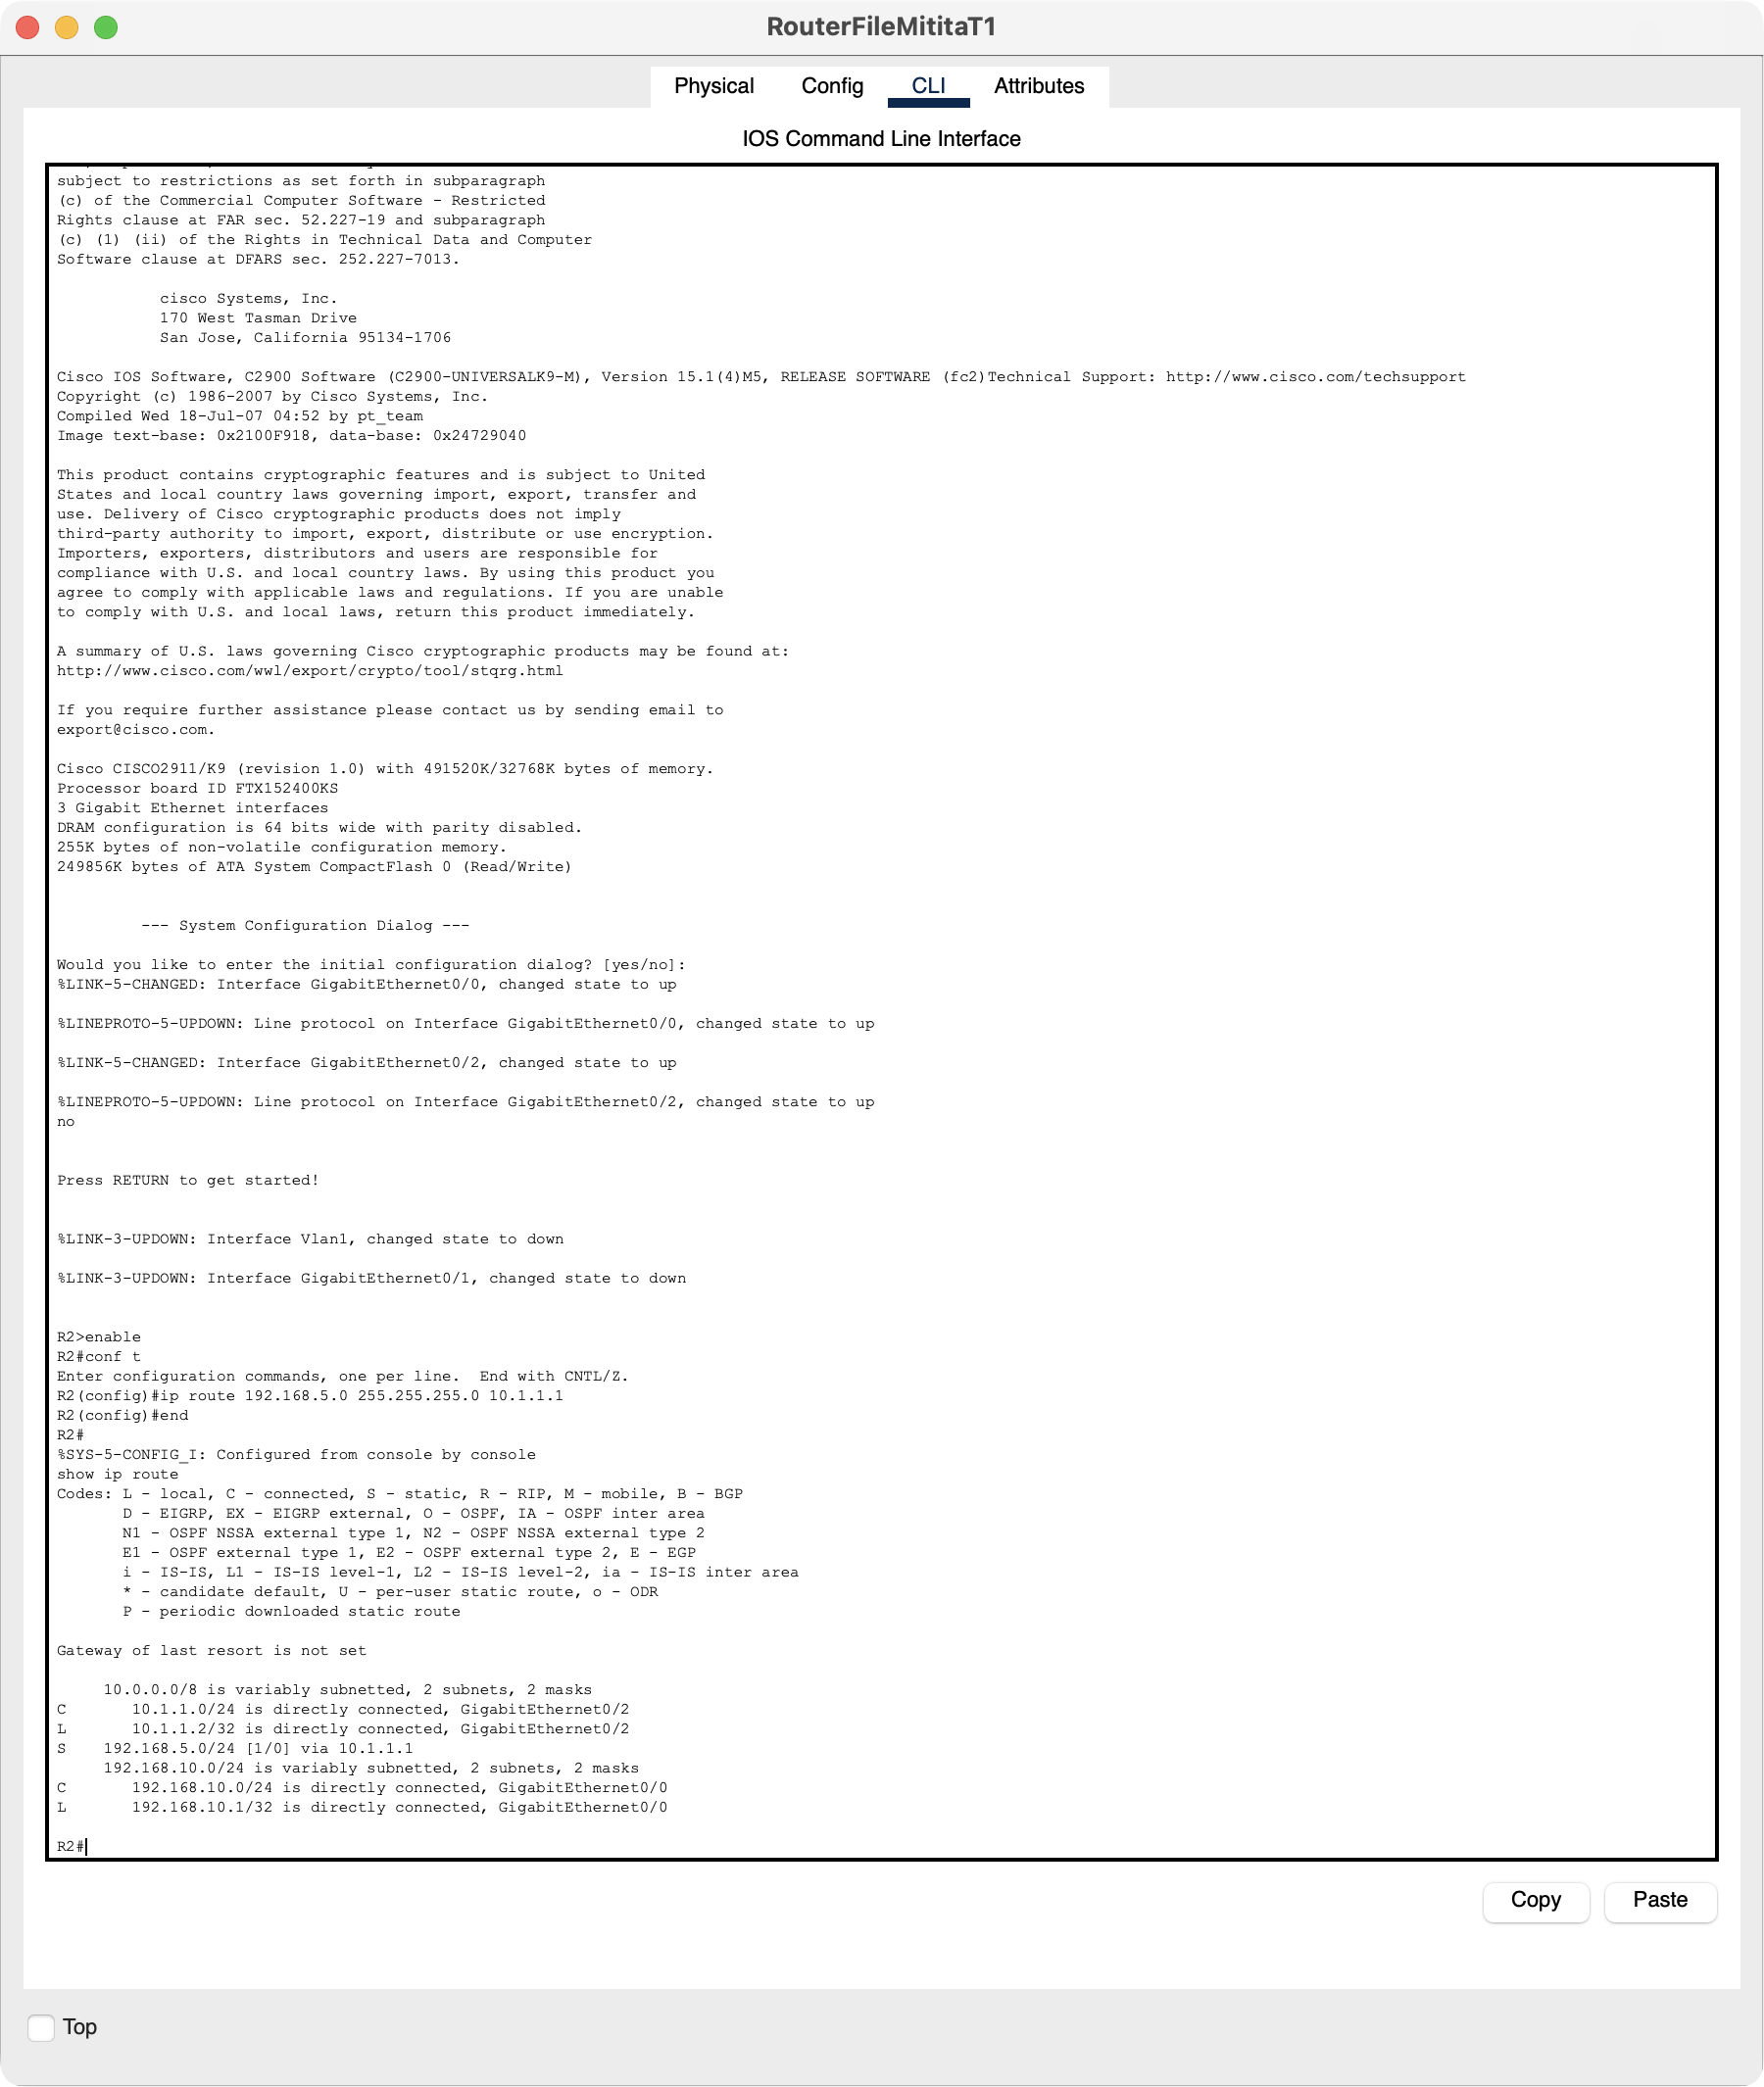 RouterFileMititaT1
Physical Config CLI Attributes
IOS Command Line Interface
subject to restrictions as set forth in subparagraph
(c) of the Commercial Computer Software - Restricted
Rights clause at FAR sec. 52.227-19 and subparagraph
(c) (1) (ii) of the Rights in Technical Data and Computer
Software clause at DFARS sec. 252.227-7013.
cisco Systems, Inc.
170 West Tasman Drive
San Jose, California 95134-1706
Cisco IOS Software, C2900 Software (C2900-UNIVERSALK9-M), Version 15.1(4)M5, RELEASE SOFTWARE (fc2)Technical Support: http://www.cisco.com/techsupport
Copyright (c) 1986-2007 by Cisco Systems, Inc.
Compiled Wed 18-Jul-07 04:52 by pt_team
Image text-base: 0x2100F918, data-base: 0x24729040
This product contains cryptographic features and is subject to United
States and local country laws governing import, export, transfer and
use. Delivery of Cisco cryptographic products does not imply
third-party authority to import, export, distribute or use encryption.
Importers, exporters, distributors and users are responsible for
compliance with U.S. and local country laws. By using this product you
agree to comply with applicable laws and regulations. If you are unable
to comply with U.S. and local laws, return this product immediately.
A summary of U.S. laws governing Cisco cryptographic products may be found at:
http://www.cisco.com/wwl/export/crypto/tool/stqrg.html
If you require further assistance please contact us by sending email to
export@cisco.com.
Cisco CISCO2911/K9 (revision 1.0) with 491520K/32768K bytes of memory.
Processor board ID FTX152400KS
3 Gigabit Ethernet interfaces
DRAM configuration is 64 bits wide with parity disabled.
255K bytes of non-volatile configuration memory.
249856K bytes of ATA System CompactFlash 0 (Read/Write)
--- System Configuration Dialog ---
Would you like to enter the initial configuration dialog? [yes/no]:
%LINK-5-CHANGED: Interface GigabitEthernet0/0, changed state to up
%LINEPROTO-5-UPDOWN: Line protocol on Interface GigabitEthernet0/0, changed state to up
%LINK-5-CHANGED: Interface GigabitEthernet0/2, changed state to up
%LINEPROTO-5-UPDOWN: Line protocol on Interface GigabitEthernet0/2, changed state to up
no
Press RETURN to get started!
%LINK-3-UPDOWN: Interface Vlan1, changed state to down
%LINK-3-UPDOWN: Interface GigabitEthernet0/1, changed state to down
R2>enable
R2#conf t
Enter configuration commands, one per line.  End with CNTL/Z.
R2(config)#ip route 192.168.5.0 255.255.255.0 10.1.1.1
R2(config)#end
R2#
%SYS-5-CONFIG_I: Configured from console by console
show ip route
Codes: L - local, C - connected, S - static, R - RIP, M - mobile, B - BGP
D - EIGRP, EX - EIGRP external, O - OSPF, IA - OSPF inter area
N1 - OSPF NSSA external type 1, N2 - OSPF NSSA external type 2
E1 - OSPF external type 1, E2 - OSPF external type 2, E - EGP
i - IS-IS, L1 - IS-IS level-1, L2 - IS-IS level-2, ia - IS-IS inter area
* - candidate default, U - per-user static route, o - ODR
P - periodic downloaded static route
Gateway of last resort is not set
10.0.0.0/8 is variably subnetted, 2 subnets, 2 masks
C 10.1.1.0/24 is directly connected, GigabitEthernet0/2
L 10.1.1.2/32 is directly connected, GigabitEthernet0/2
S 192.168.5.0/24 [1/0] via 10.1.1.1
192.168.10.0/24 is variably subnetted, 2 subnets, 2 masks
C 192.168.10.0/24 is directly connected, GigabitEthernet0/0
L 192.168.10.1/32 is directly connected, GigabitEthernet0/0
R2#
Copy Paste
Top